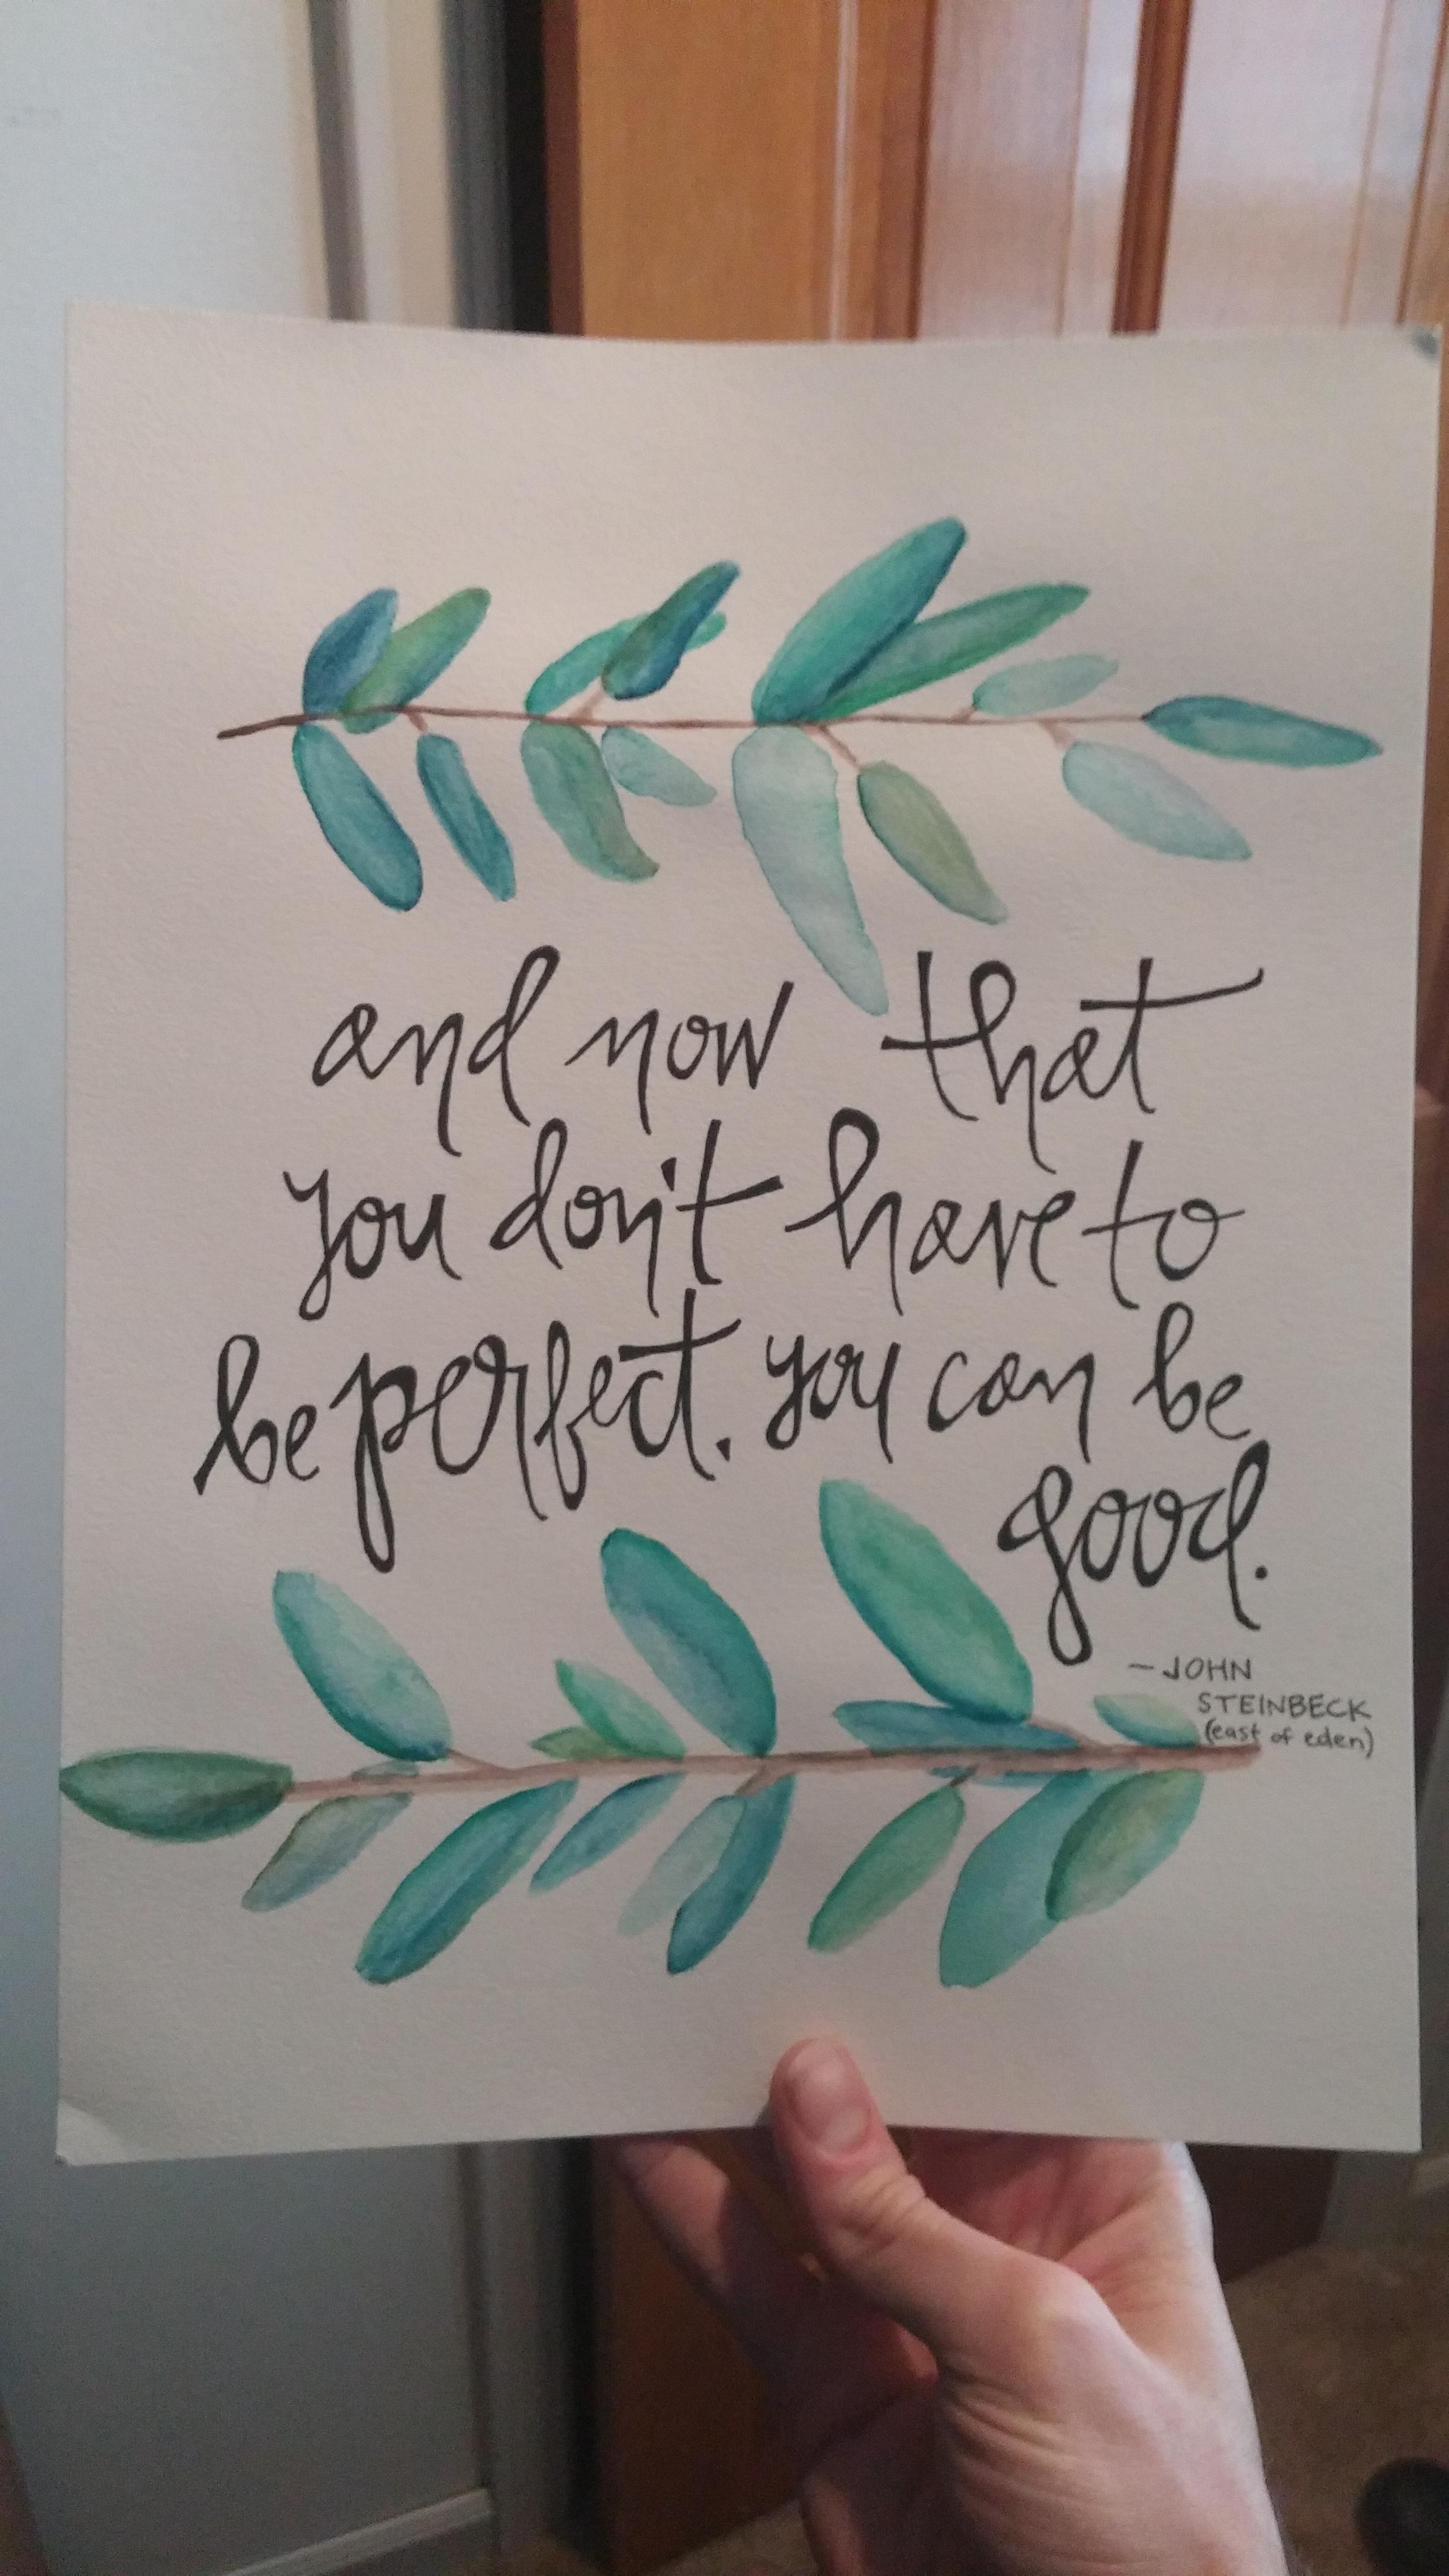 and now that
you don't have to
be perfect. you can be
good.
— JOHN
STEINBECK
(east of eden)